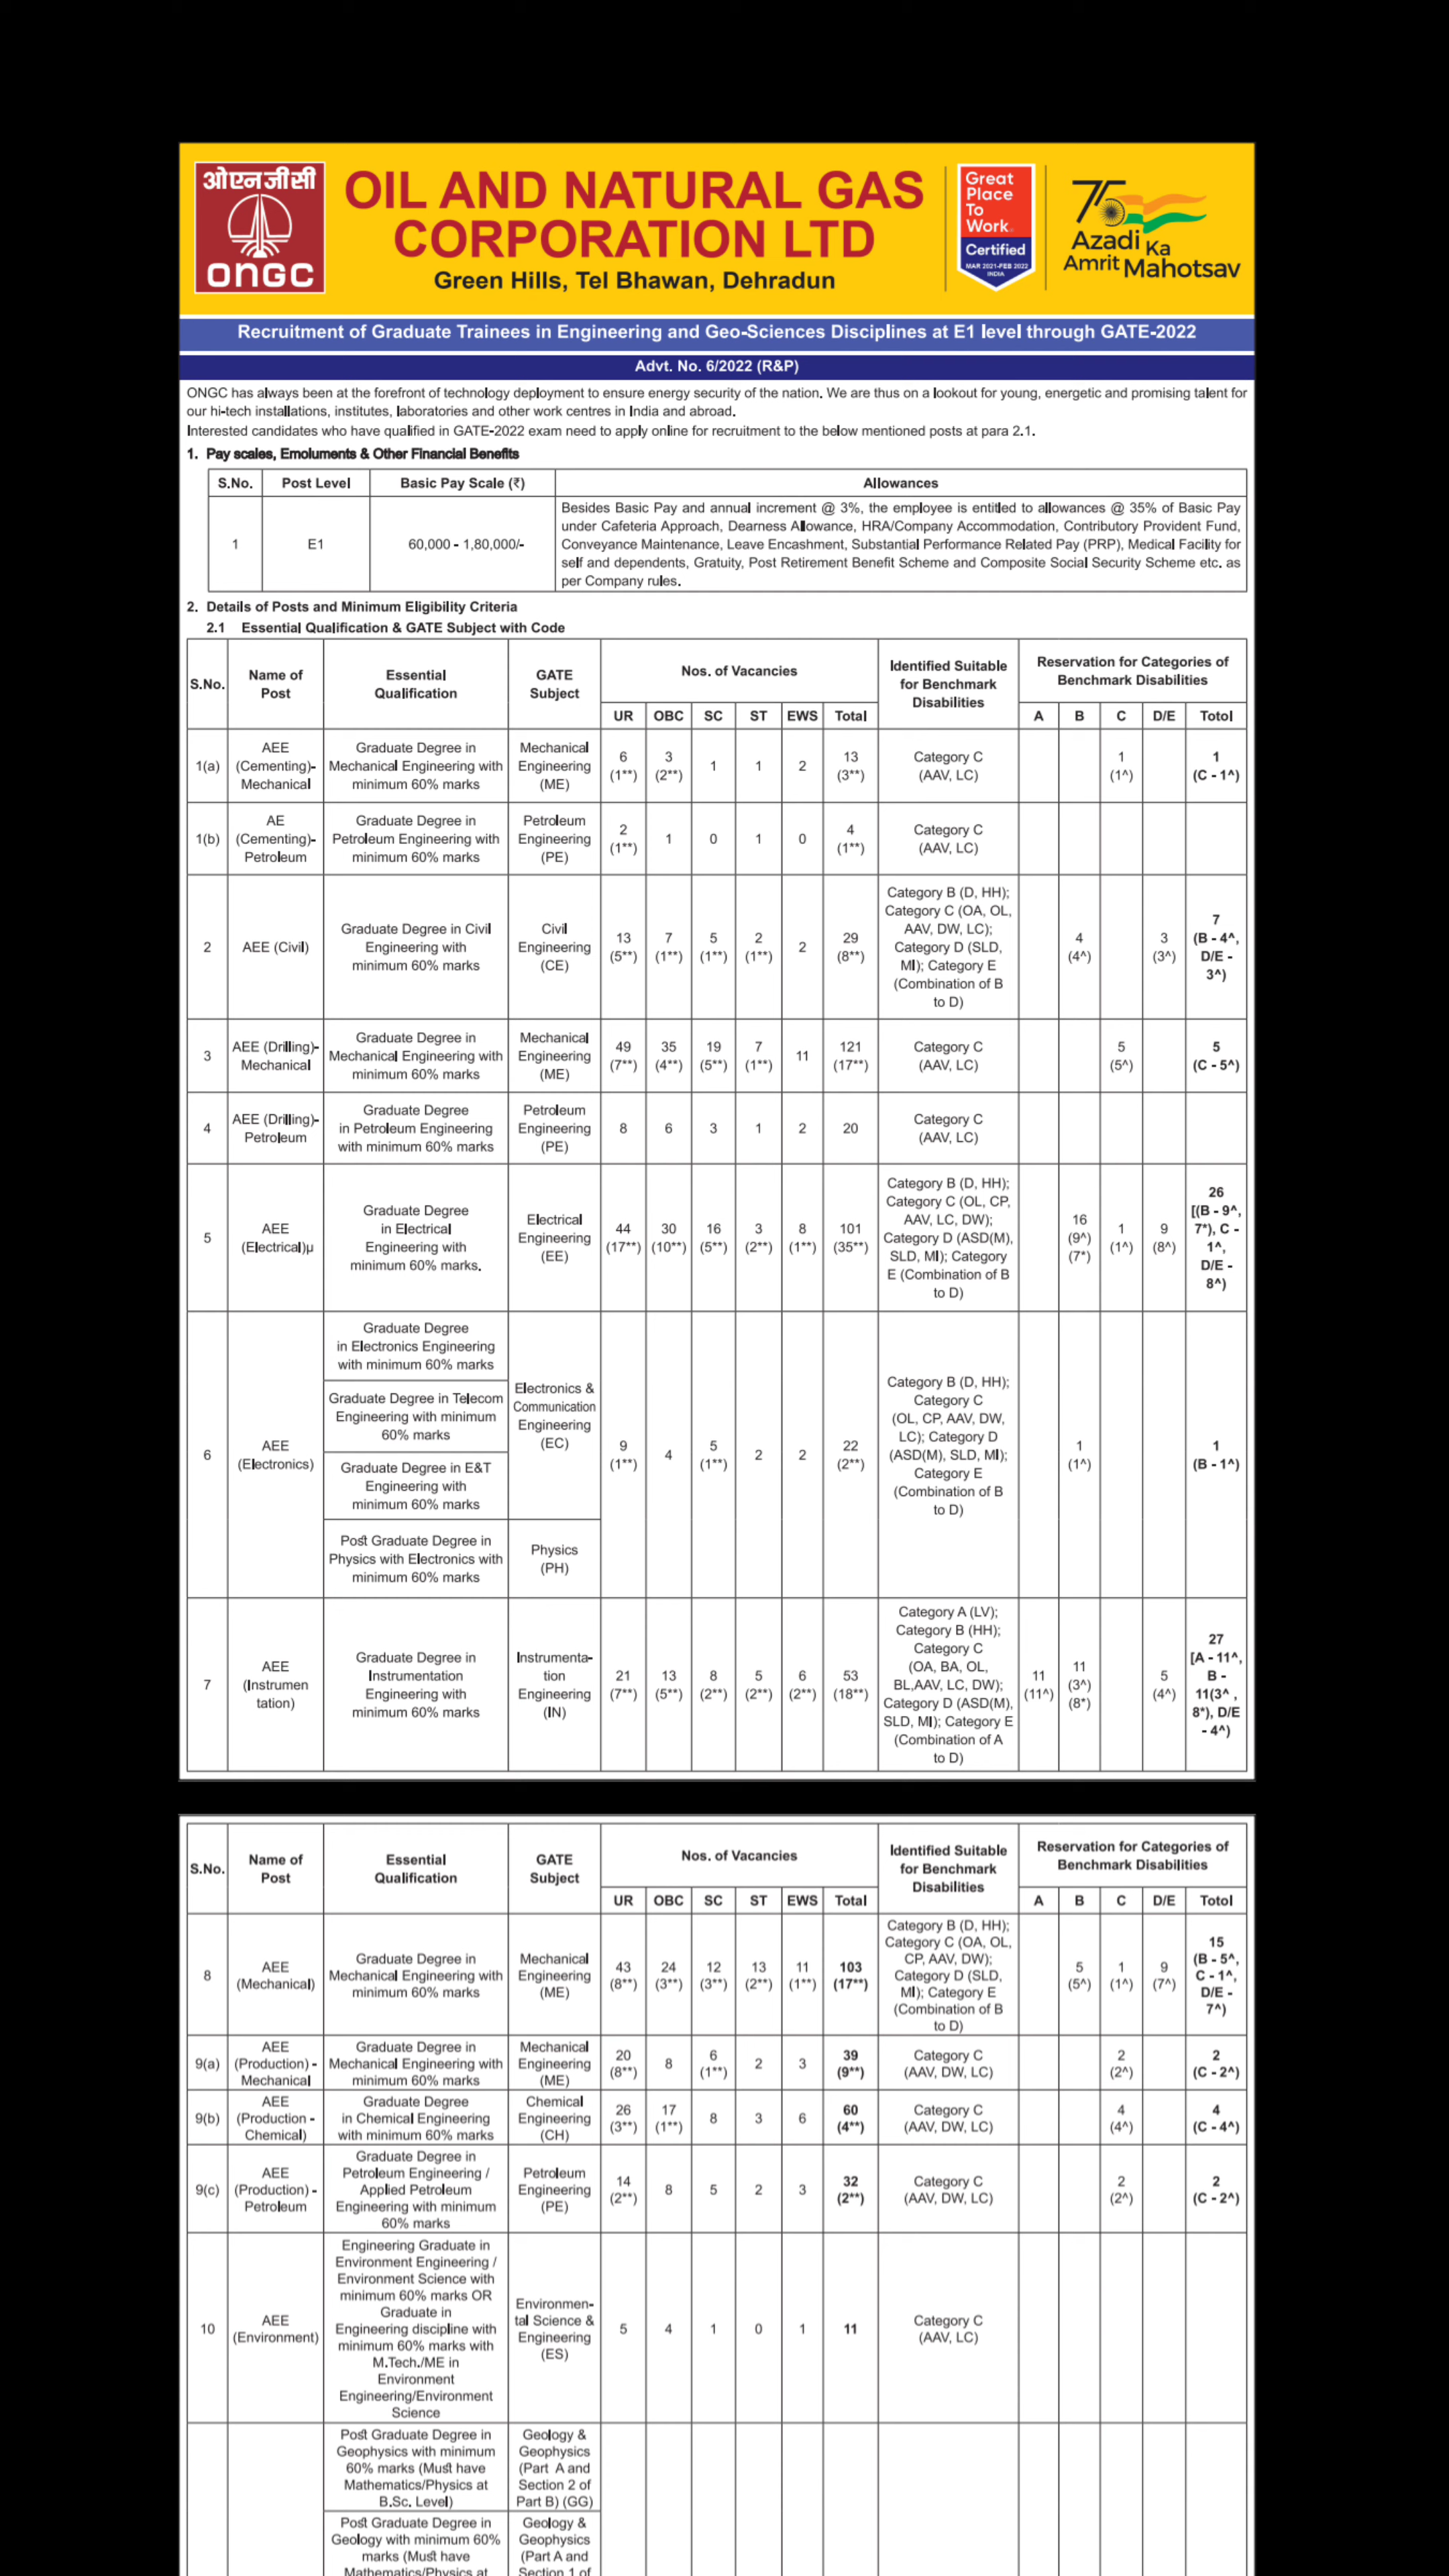 ओएनजीसी
ONGC
OIL AND NATURAL GAS
CORPORATION LTD
Green Hills, Tel Bhawan, Dehradun
Great
Place
To
Work.
Certified
MAR 2021-FEB 2022
INDIA
75
Azadi Ka
Amrit Mahotsav
Recruitment of Graduate Trainees in Engineering and Geo-Sciences Disciplines at E1 level through GATE-2022
Advt. No. 6/2022 (R&P)
ONGC has always been at the forefront of technology deployment to ensure energy security of the nation. We are thus on a lookout for young, energetic and promising talent for
our hi-tech installations, institutes, laboratories and other work centres in India and abroad.
Interested candidates who have qualified in GATE-2022 exam need to apply online for recruitment to the below mentioned posts at para 2.1.
1. Pay scales, Emoluments & Other Financial Benefits
S.No. Post Level Basic Pay Scale (₹) Allowances
1 E1 60,000 - 1,80,000/-
Besides Basic Pay and annual increment @ 3%, the employee is entitled to allowances @ 35% of Basic Pay
under Cafeteria Approach, Dearness Allowance, HRA/Company Accommodation, Contributory Provident Fund,
Conveyance Maintenance, Leave Encashment, Substantial Performance Related Pay (PRP), Medical Facility for
self and dependents, Gratuity, Post Retirement Benefit Scheme and Composite Social Security Scheme etc. as
per Company rules.
2. Details of Posts and Minimum Eligibility Criteria
2.1 Essential Qualification & GATE Subject with Code
S.No.
Name of
Post
Essential
Qualification
GATE
Subject
Nos. of Vacancies
Identified Suitable
for Benchmark
Disabilities
Reservation for Categories of
Benchmark Disabilities
UR OBC SC ST EWS Total A B C D/E Totol
1(a)
AEE
(Cementing)-
Mechanical
Graduate Degree in
Mechanical Engineering with
minimum 60% marks
Mechanical
Engineering
(ME)
6
(1**)
3
(2**)
1
1
2
13
(3**)
Category C
(AAV, LC)
1
(1^)
1
(C - 1^)
1(b)
AE
(Cementing)-
Petroleum
Graduate Degree in
Petroleum Engineering with
minimum 60% marks
Petroleum
Engineering
(PE)
2
(1**)
1
0
1
0
4
(1**)
Category C
(AAV, LC)
2
AEE (Civil)
Graduate Degree in Civil
Engineering with
minimum 60% marks
Civil
Engineering
(CE)
13
(5**)
7
(1**)
5
(1**)
2
(1**)
2
29
(8**)
Category B (D, HH);
Category C (OA, OL,
AAV, DW, LC);
Category D (SLD,
MI); Category E
(Combination of B
to D)
4
(4^)
3
(3^)
7
(B - 4^,
D/E -
3^)
3
AEE (Drilling)-
Mechanical
Graduate Degree in
Mechanical Engineering with
minimum 60% marks
Mechanical
Engineering
(ME)
49
(7**)
35
(4**)
19
(5**)
7
(1**)
11
121
(17**)
Category C
(AAV, LC)
5
(5^)
5
(C - 5^)
4
AEE (Drilling)-
Petroleum
Graduate Degree
in Petroleum Engineering
with minimum 60% marks
Petroleum
Engineering
(PE)
8
6
3
1
2
20
Category C
(AAV, LC)
5
AEE
(Electrical)µ
Graduate Degree
in Electrical
Engineering with
minimum 60% marks.
Electrical
Engineering
(EE)
44
(17**)
30
(10**)
16
(5**)
3
(2**)
8
(1**)
101
(35**)
Category B (D, HH);
Category C (OL, CP,
AAV, LC, DW);
Category D (ASD(M),
SLD, MI); Category
E (Combination of B
to D)
16
(9^)
(7*)
1
(1^)
9
(8^)
26
[(B - 9^,
7*), C -
1^,
D/E -
8^)
6
AEE
(Electronics)
Graduate Degree
in Electronics Engineering
with minimum 60% marks
Graduate Degree in Telecom
Engineering with minimum
60% marks
Graduate Degree in E&T
Engineering with
minimum 60% marks
Post Graduate Degree in
Physics with Electronics with
minimum 60% marks
Electronics &
Communication
Engineering
(EC)
Physics
(PH)
9
(1**)
4
5
(1**)
2
2
22
(2**)
Category B (D, HH);
Category C
(OL, CP, AAV, DW,
LC); Category D
(ASD(M), SLD, MI);
Category E
(Combination of B
to D)
1
(1^)
1
(B - 1^)
7
AEE
(Instrumen
tation)
Graduate Degree in
Instrumentation
Engineering with
minimum 60% marks
Instrumenta-
tion
Engineering
(IN)
21
(7**)
13
(5**)
8
(2**)
5
(2**)
6
(2**)
53
(18**)
Category A (LV);
Category B (HH);
Category C
(OA, BA, OL,
BL,AAV, LC, DW);
Category D (ASD(M),
SLD, MI); Category E
(Combination of A
to D)
11
(11^)
11
(3^)
(8*)
5
(4^)
27
[A - 11^,
B -
11(3^ ,
8*), D/E
- 4^)
S.No.
Name of
Post
Essential
Qualification
GATE
Subject
Nos. of Vacancies
Identified Suitable
for Benchmark
Disabilities
Reservation for Categories of
Benchmark Disabilities
UR OBC SC ST EWS Total A B C D/E Totol
8
AEE
(Mechanical)
Graduate Degree in
Mechanical Engineering with
minimum 60% marks
Mechanical
Engineering
(ME)
43
(8**)
24
(3**)
12
(3**)
13
(2**)
11
(1**)
103
(17**)
Category B (D, HH);
Category C (OA, OL,
CP, AAV, DW);
Category D (SLD,
MI); Category E
(Combination of B
to D)
5
(5^)
1
(1^)
9
(7^)
15
(B - 5^,
C - 1^,
D/E -
7^)
9(a)
AEE
(Production) -
Mechanical
Graduate Degree in
Mechanical Engineering with
minimum 60% marks
Mechanical
Engineering
(ME)
20
(8**)
8
6
(1**)
2
3
39
(9**)
Category C
(AAV, DW, LC)
2
(2^)
2
(C - 2^)
9(b)
AEE
(Production -
Chemical)
Graduate Degree
in Chemical Engineering
with minimum 60% marks
Chemical
Engineering
(CH)
26
(3**)
17
(1**)
8
3
6
60
(4**)
Category C
(AAV, DW, LC)
4
(4^)
4
(C - 4^)
9(c)
AEE
(Production) -
Petroleum
Graduate Degree in
Petroleum Engineering /
Applied Petroleum
Engineering with minimum
60% marks
Petroleum
Engineering
(PE)
14
(2**)
8
5
2
3
32
(2**)
Category C
(AAV, DW, LC)
2
(2^)
2
(C - 2^)
10
AEE
(Environment)
Engineering Graduate in
Environment Engineering /
Environment Science with
minimum 60% marks OR
Graduate in
Engineering discipline with
minimum 60% marks with
M.Tech./ME in
Environment
Engineering/Environment
Science
Environmen-
tal Science &
Engineering
(ES)
5
4
1
0
1
11
Category C
(AAV, LC)
Post Graduate Degree in
Geophysics with minimum
60% marks (Must have
Mathematics/Physics at
B.Sc. Level)
Geology &
Geophysics
(Part A and
Section 2 of
Part B) (GG)
Post Graduate Degree in
Geology with minimum 60%
marks (Must have
Mathematics/Physics at
Geology &
Geophysics
(Part A and
Section 1 of